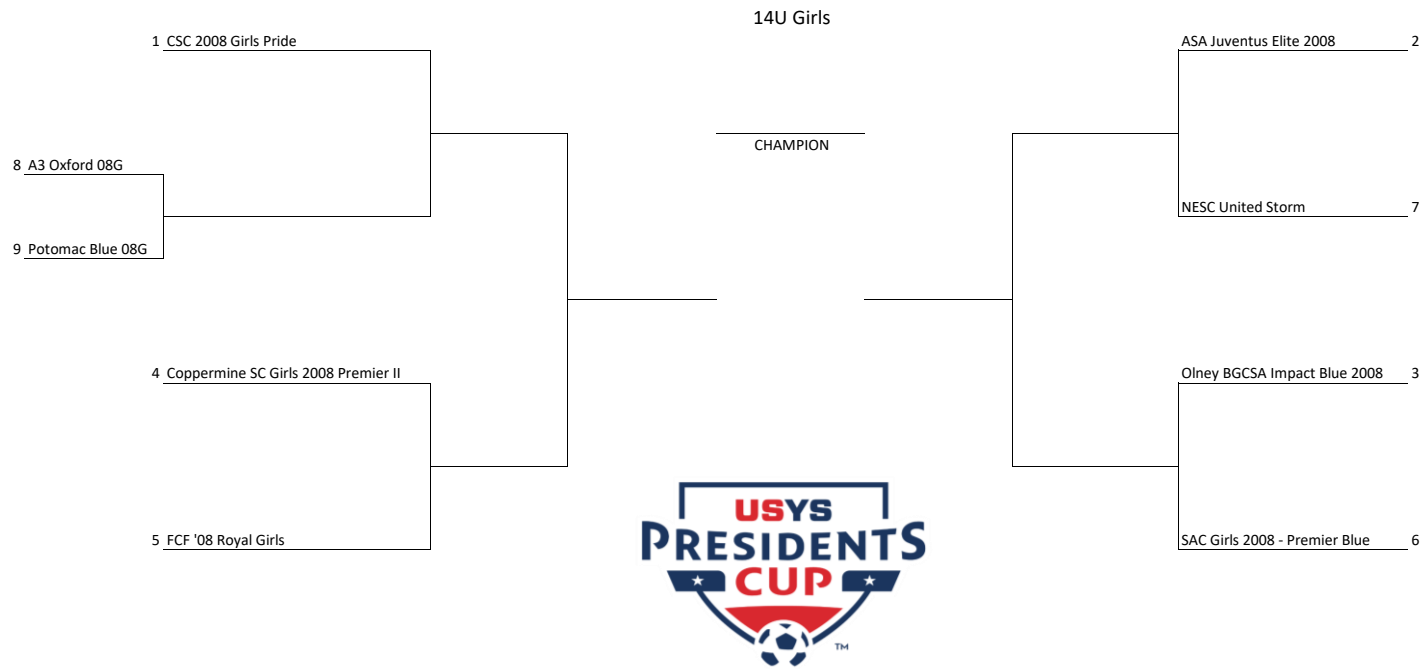 14U Girls
1 CSC 2008 Girls Pride
ASA Juventus Elite 2008 2
CHAMPION
8 A3 Oxford 08G
NESC United Storm 7
9 Potomac Blue 08G
4 Coppermine SC Girls 2008 Premier II
Olney BGCSA Impact Blue 2008 3
5 FCF '08 Royal Girls
SAC Girls 2008 - Premier Blue 6
USYS
PRESIDENTS
CUP
TM